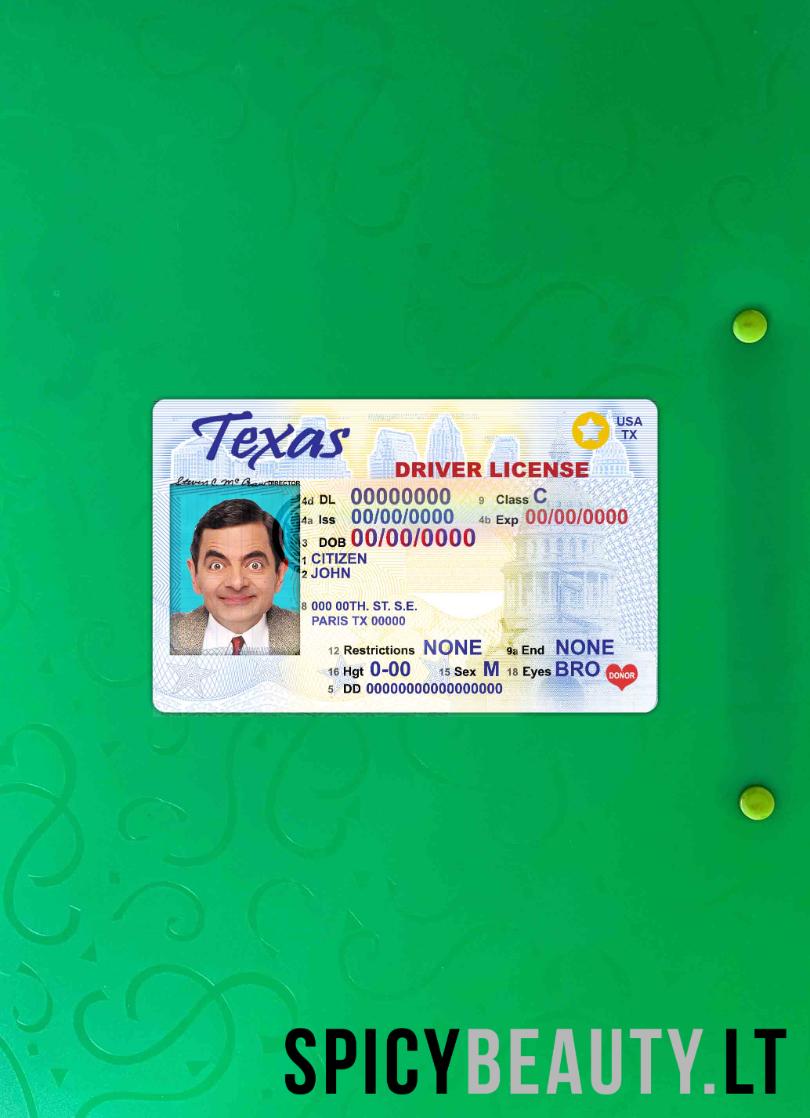 Texas
USA
TX
DRIVER LICENSE
DIRECTOR
4d DL 00000000 9 Class C
4a Iss 00/00/0000 4b Exp 00/00/0000
3 DOB 00/00/0000
1 CITIZEN
2 JOHN
8 000 00TH. ST. S.E.
PARIS TX 00000
12 Restrictions NONE 9a End NONE
16 Hgt 0-00 15 Sex M 18 Eyes BRO
DONOR
5 DD 00000000000000000
SPICYBEAUTY.LT